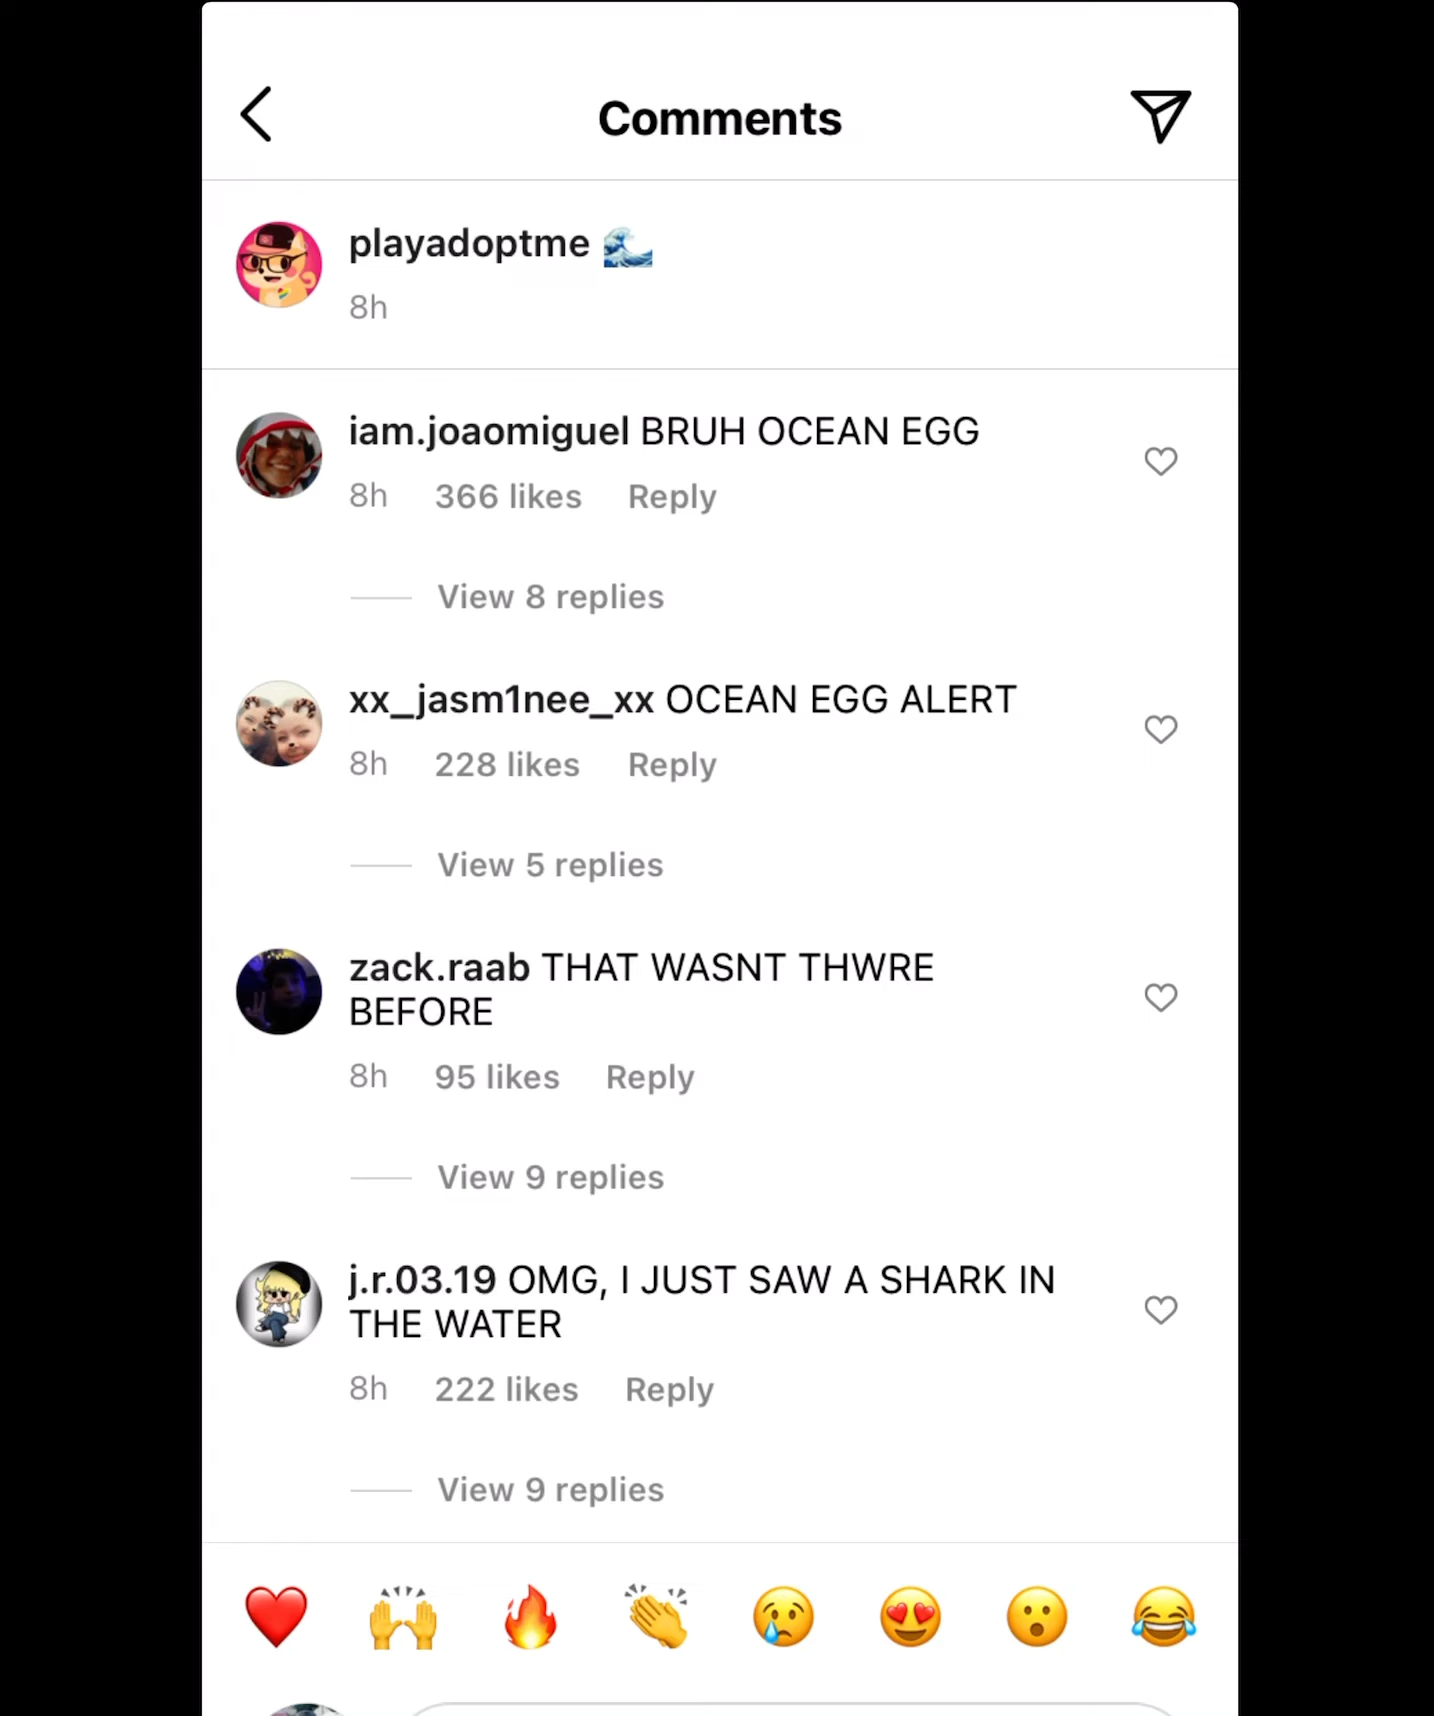 Comments
playadoptme 🌊
8h
iam.joaomiguel BRUH OCEAN EGG
8h 366 likes Reply
View 8 replies
xx_jasm1nee_xx OCEAN EGG ALERT
8h 228 likes Reply
View 5 replies
zack.raab THAT WASNT THWRE
BEFORE
8h 95 likes Reply
View 9 replies
j.r.03.19 OMG, I JUST SAW A SHARK IN
THE WATER
8h 222 likes Reply
View 9 replies